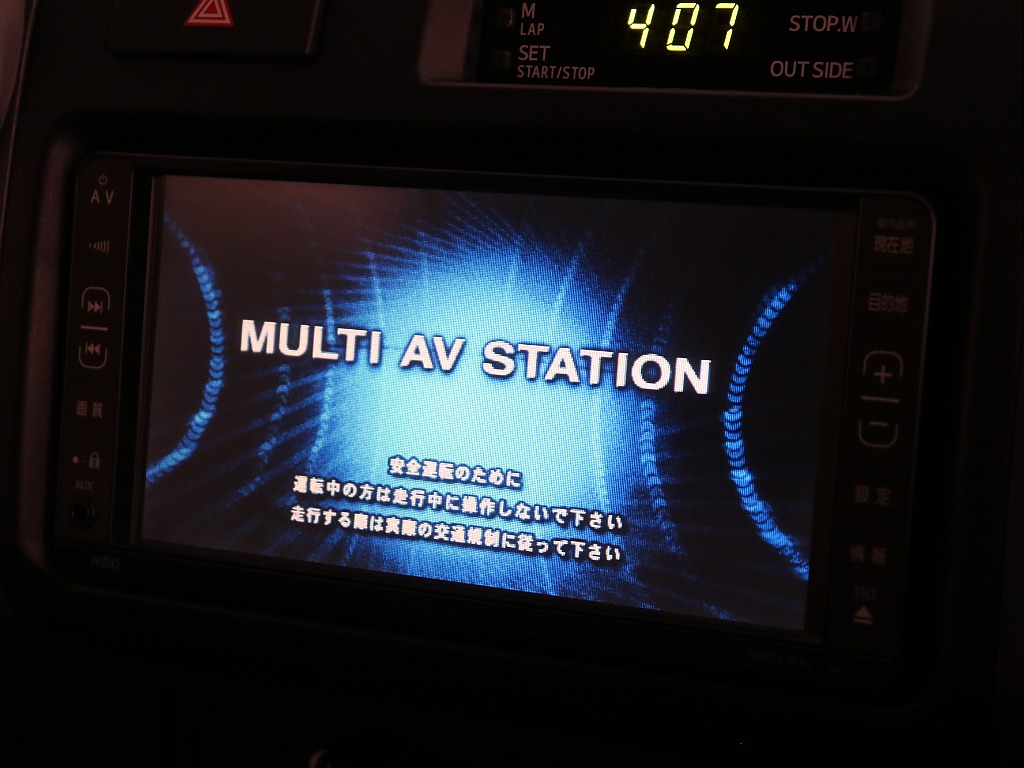 M
LAP
407
STOP.W
SET
START/STOP
OUT SIDE
AV
現在地
目的地
MULTI AV STATION
画質
安全運転のために
運転中の方は走行中に操作しないで下さい
走行する際は実際の交通規制に従って下さい
設定
AUX
情報
HDD
TILT